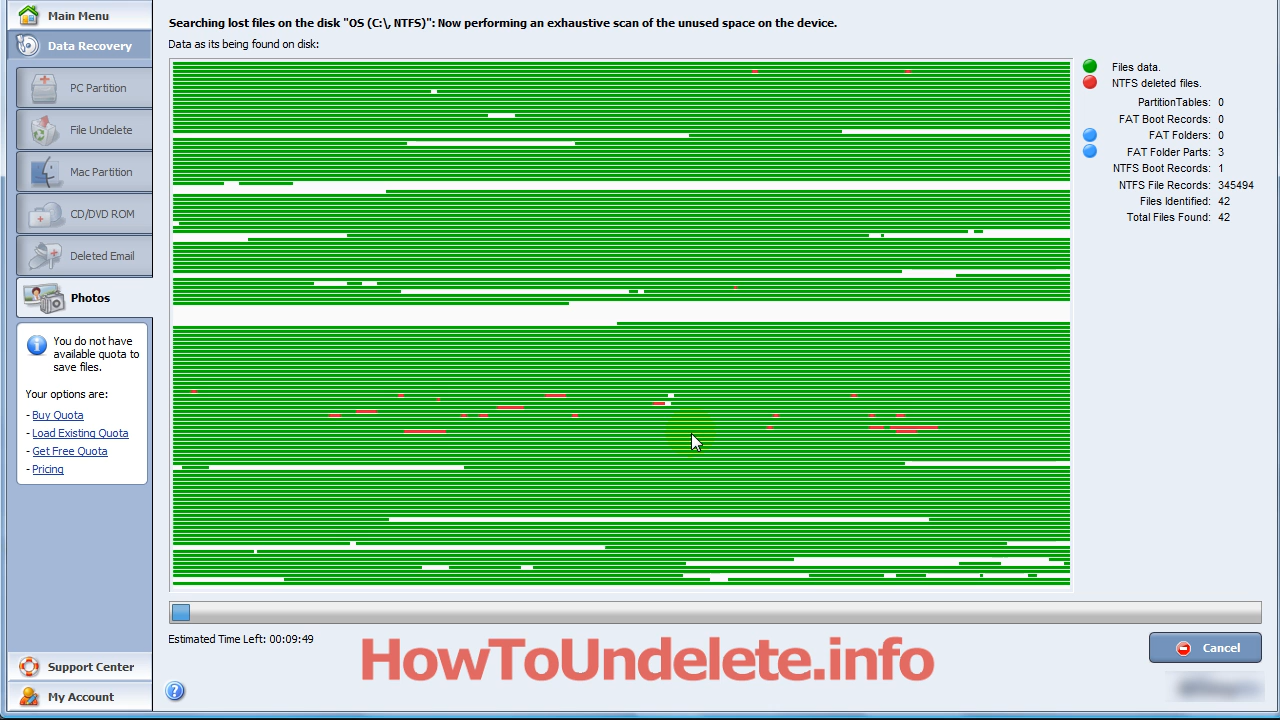 Main Menu
Data Recovery
PC Partition
File Undelete
Mac Partition
CD/DVD ROM
Deleted Email
Photos
You do not have
available quota to
save files.
Your options are:
- Buy Quota
- Load Existing Quota
- Get Free Quota
- Pricing
Support Center
My Account
Searching lost files on the disk "OS (C:\, NTFS)": Now performing an exhaustive scan of the unused space on the device.
Data as its being found on disk:
Files data.
NTFS deleted files.
PartitionTables: 0
FAT Boot Records: 0
FAT Folders: 0
FAT Folder Parts: 3
NTFS Boot Records: 1
NTFS File Records: 345494
Files Identified: 42
Total Files Found: 42
Estimated Time Left: 00:09:49
HowToUndelete.info
Cancel
?